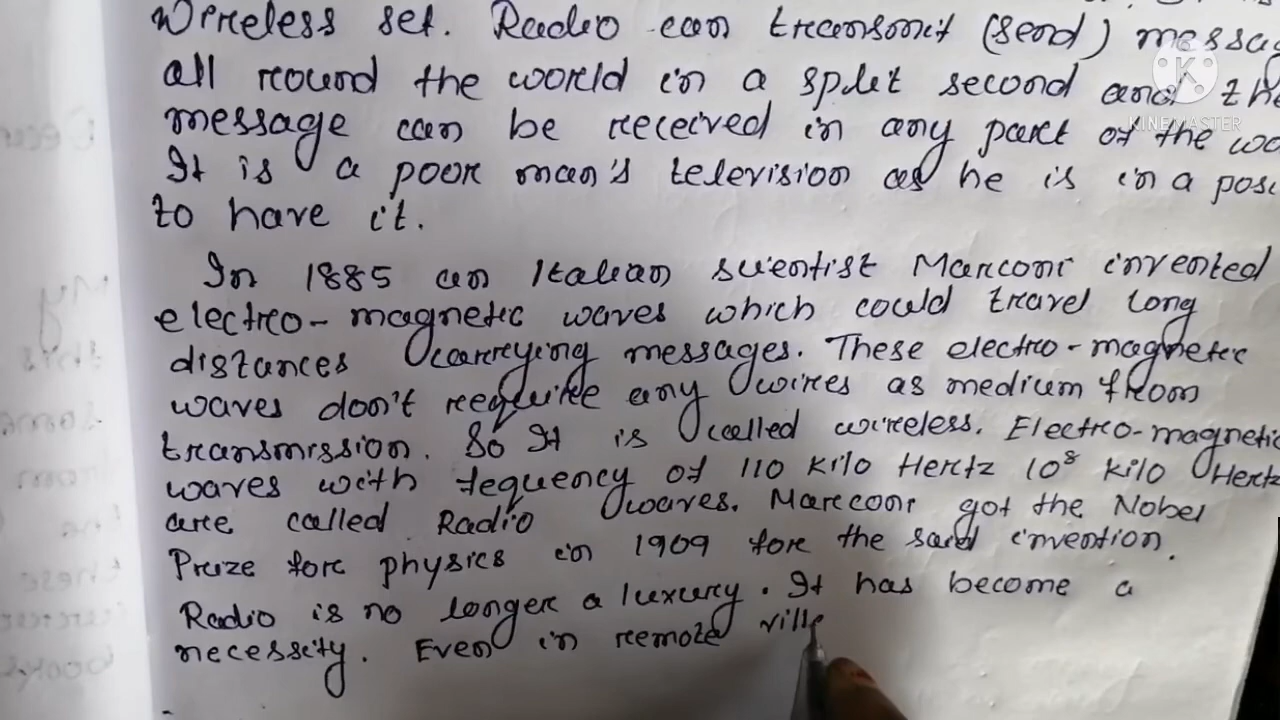 Wireless set. Radio can transmit (send) messag
all round the world in a split second and the
message can be received in any part of the wo
It is a poor man's television as he is in a posi
to have it.
In 1885 an Italian scientist Marconi invented
electro-magnetic waves which could travel long
distances carrying messages. These electro-magnetic
waves don't require any wires as medium from
transmission. So It is called wireless. Electro-magnetic
waves with fequency of 110 Kilo Hertz 10⁸ Kilo Hertz
are called Radio waves. Marconi got the Nobel
Prize for physics in 1909 for the said invention.
Radio is no longer a luxury. It has become a
necessity. Even in remote ville
KINEMASTER